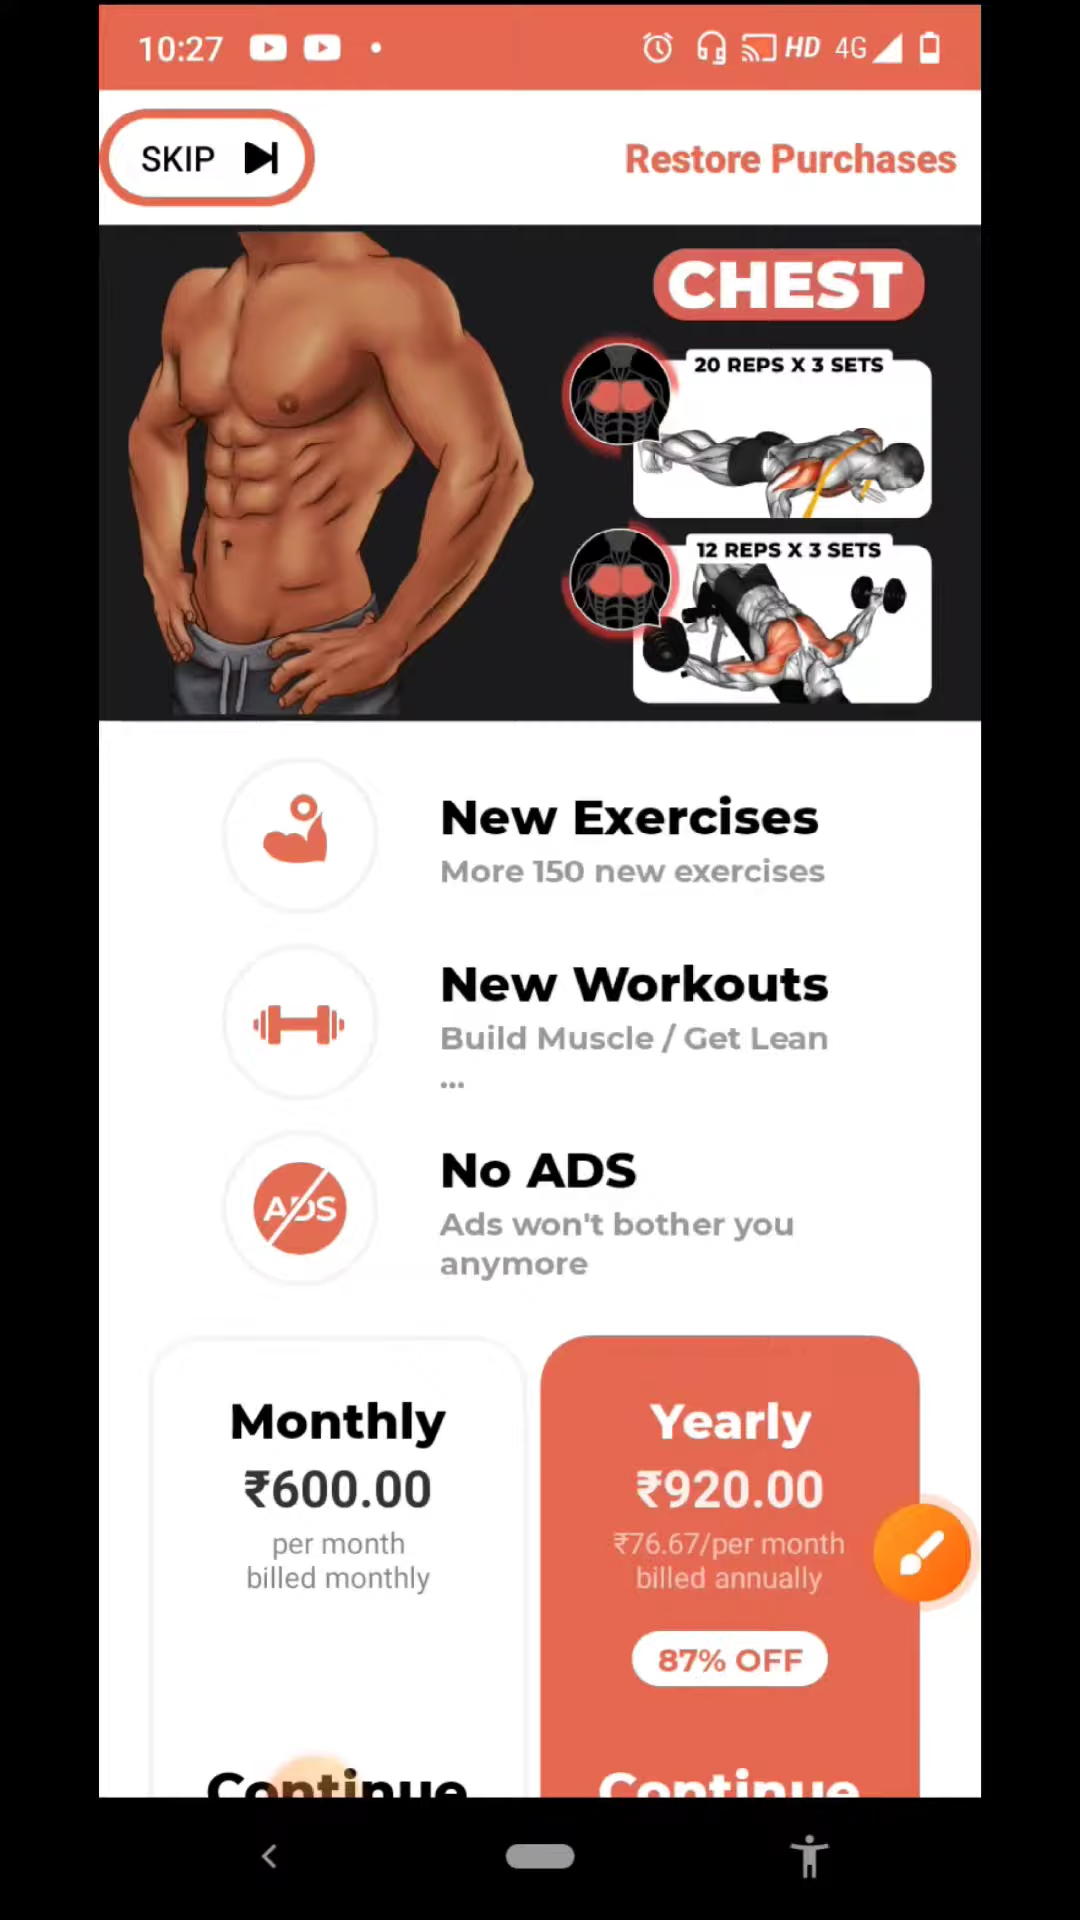 10:27
HD 4G
SKIP
Restore Purchases
CHEST
20 REPS X 3 SETS
12 REPS X 3 SETS
New Exercises
More 150 new exercises
New Workouts
Build Muscle / Get Lean
...
ADS
No ADS
Ads won't bother you
anymore
Monthly
₹600.00
per month
billed monthly
Continue
Yearly
₹920.00
₹76.67/per month
billed annually
87% OFF
Continue